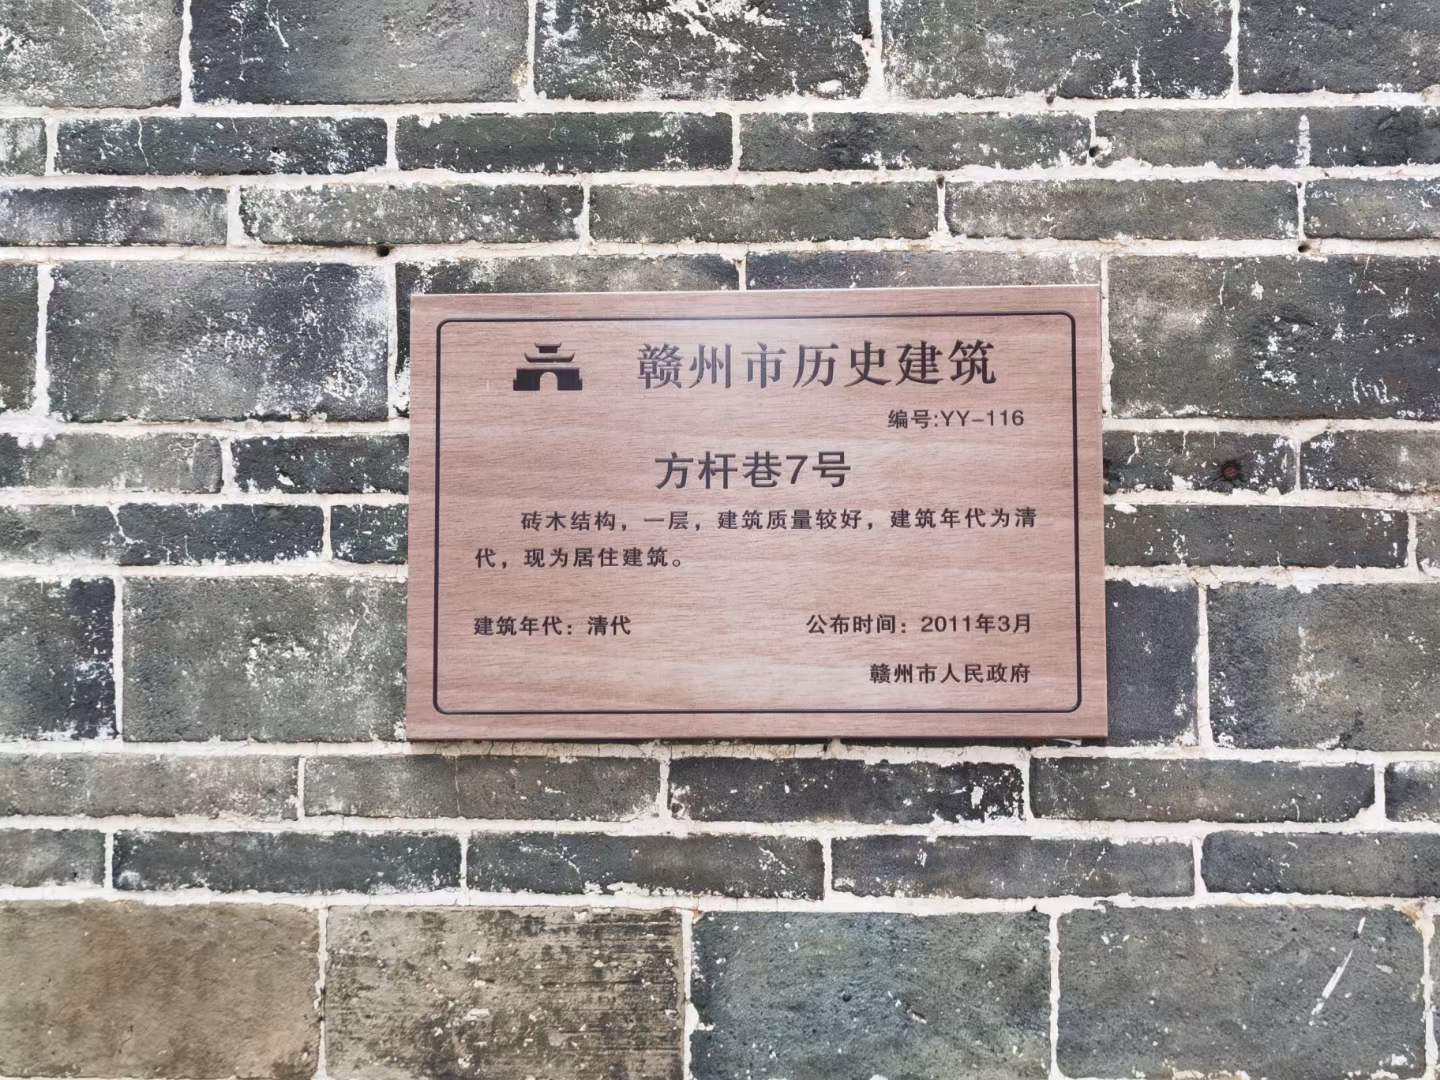 赣州市历史建筑
编号:YY-116
方杆巷7号
砖木结构，一层，建筑质量较好，建筑年代为清
代，现为居住建筑。
建筑年代：清代
公布时间：2011年3月
赣州市人民政府